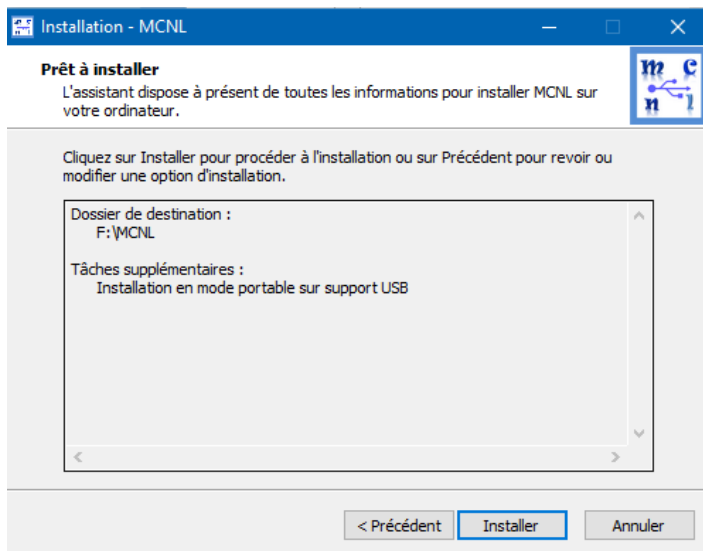 Installation - MCNL
Prêt à installer
L'assistant dispose à présent de toutes les informations pour installer MCNL sur
votre ordinateur.
m c
n l
Cliquez sur Installer pour procéder à l'installation ou sur Précédent pour revoir ou
modifier une option d'installation.
Dossier de destination :
F:\MCNL
Tâches supplémentaires :
Installation en mode portable sur support USB
< Précédent
Installer
Annuler